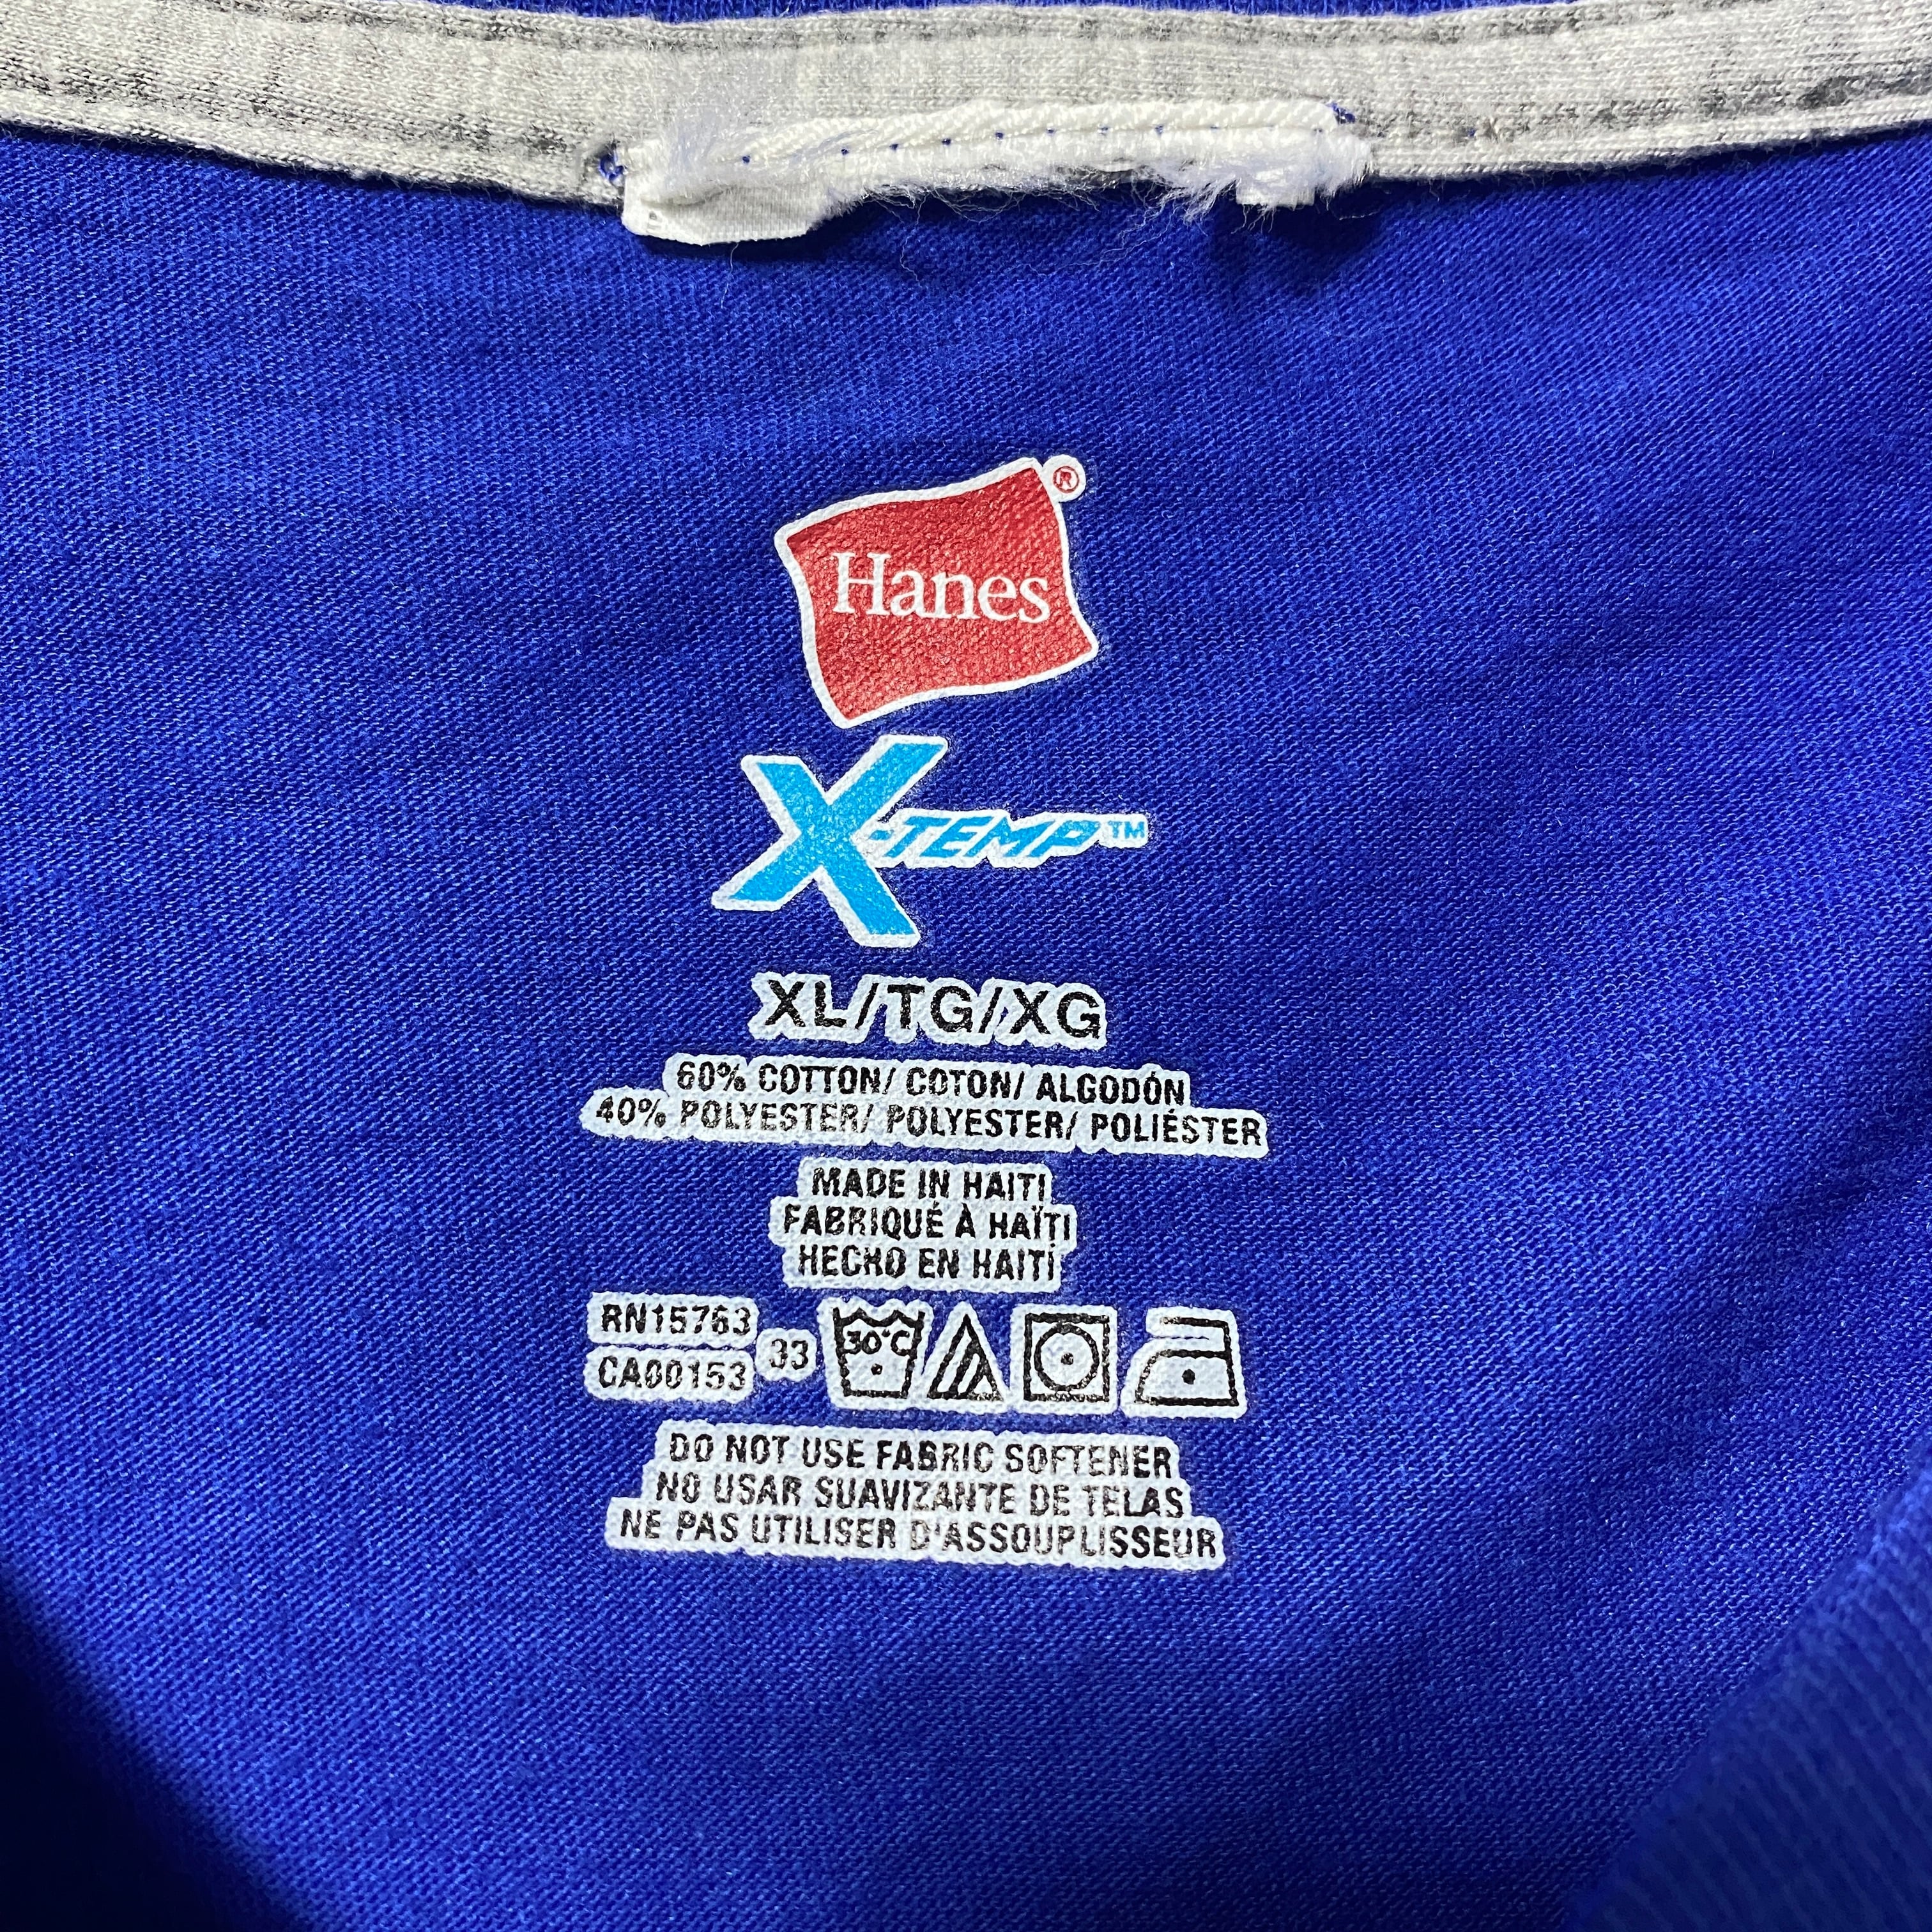 Hanes®
X-TEMP™
XL/TG/XG
60% COTTON/ COTON/ ALGODÓN
40% POLYESTER/ POLYESTER/ POLIÉSTER
MADE IN HAITI
FABRIQUÉ À HAÏTI
HECHO EN HAITÍ
RN15763
CA00153
33
30°C
DO NOT USE FABRIC SOFTENER
NO USAR SUAVIZANTE DE TELAS
NE PAS UTILISER D'ASSOUPLISSEUR